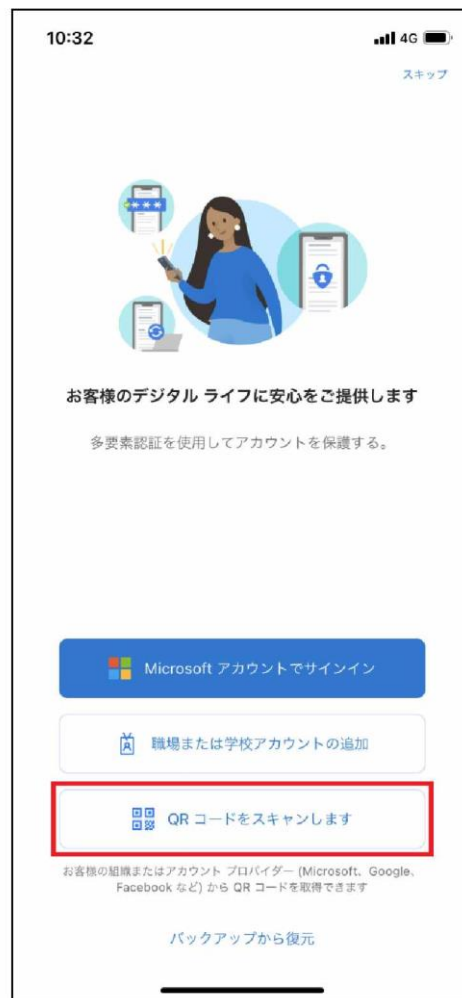 10:32
4G
スキップ
***
お客様のデジタル ライフに安心をご提供します
多要素認証を使用してアカウントを保護する。
Microsoft アカウントでサインイン
職場または学校アカウントの追加
QR コードをスキャンします
お客様の組織またはアカウント プロバイダー (Microsoft、Google、
Facebook など) から QR コードを取得できます
バックアップから復元